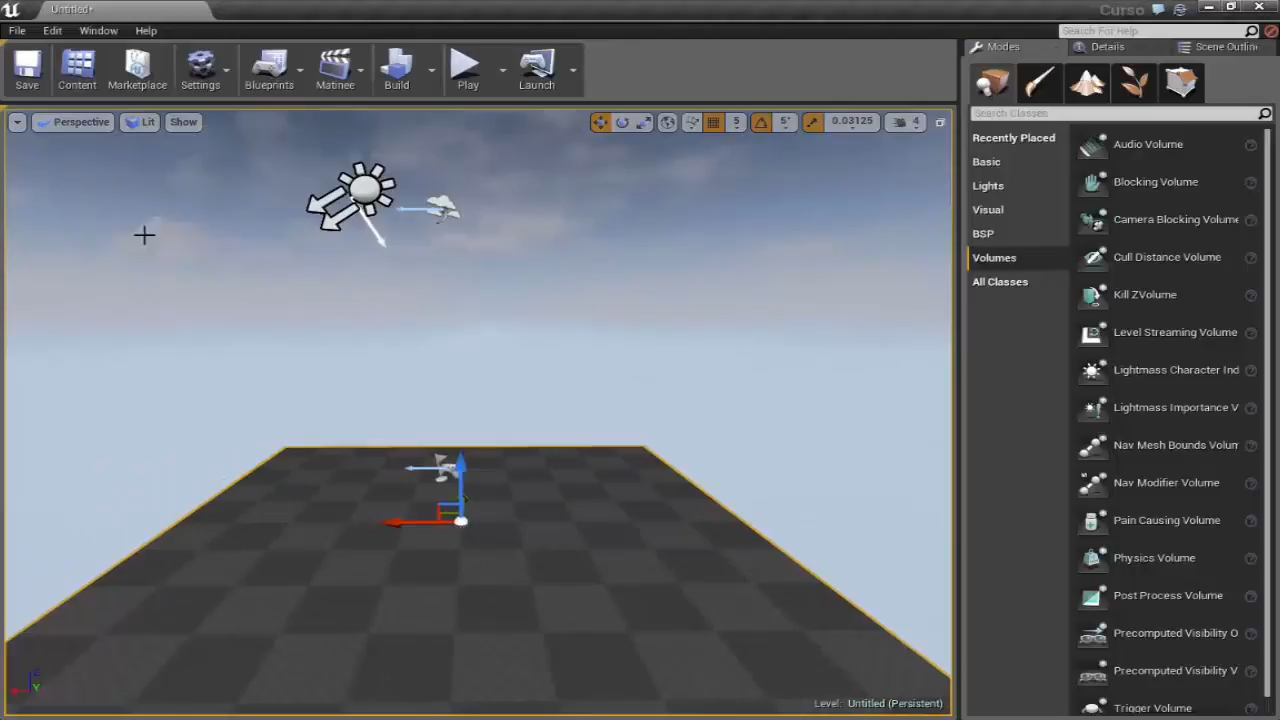 Untitled*
Curso
File Edit Window Help
Search For Help
Save Content Marketplace Settings Blueprints Matinee Build Play Launch
Modes Details Scene Outlin
Search Classes
Perspective Lit Show 5 5° 0.03125 4
Recently Placed
Basic
Lights
Visual
BSP
Volumes
All Classes
Audio Volume
Blocking Volume
Camera Blocking Volume
Cull Distance Volume
Kill ZVolume
Level Streaming Volume
Lightmass Character Ind
Lightmass Importance V
Nav Mesh Bounds Volum
Nav Modifier Volume
Pain Causing Volume
Physics Volume
Post Process Volume
Precomputed Visibility O
Precomputed Visibility V
Trigger Volume
Z
X
Y
Level: Untitled (Persistent)